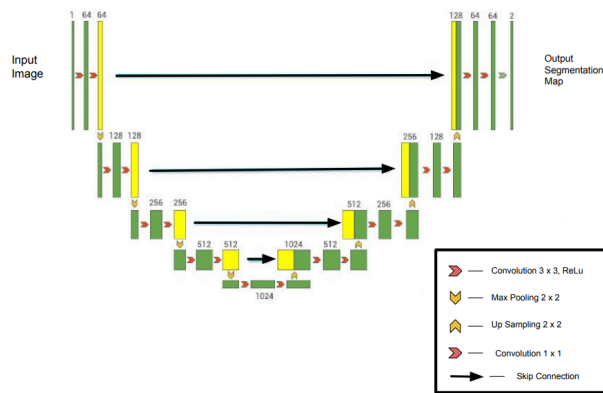 1 64 64
128 64 64 2
Input
Image
Output
Segmentation
Map
128 128
256 128
256 256
512 256
512 512
1024 512
1024
Convolution 3 x 3, ReLu
Max Pooling 2 x 2
Up Sampling 2 x 2
Convolution 1 x 1
Skip Connection